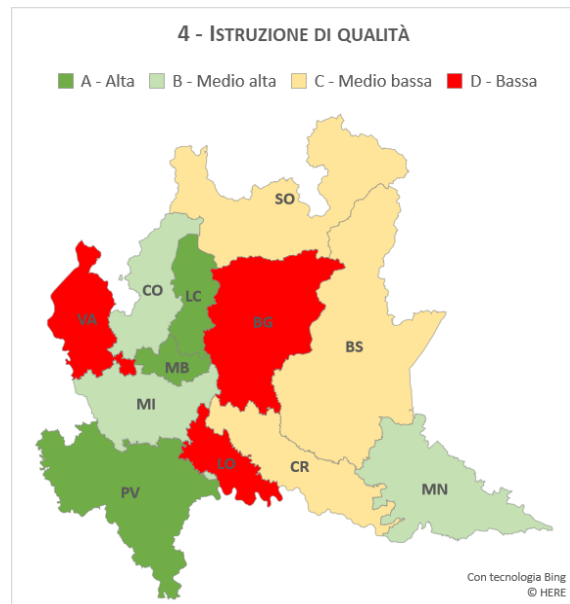 4 - ISTRUZIONE DI QUALITÀ
A - Alta B - Medio alta C - Medio bassa D - Bassa
SO
CO
LC
VA
BG
BS
MB
MI
LO
CR
PV
MN
Con tecnologia Bing
© HERE